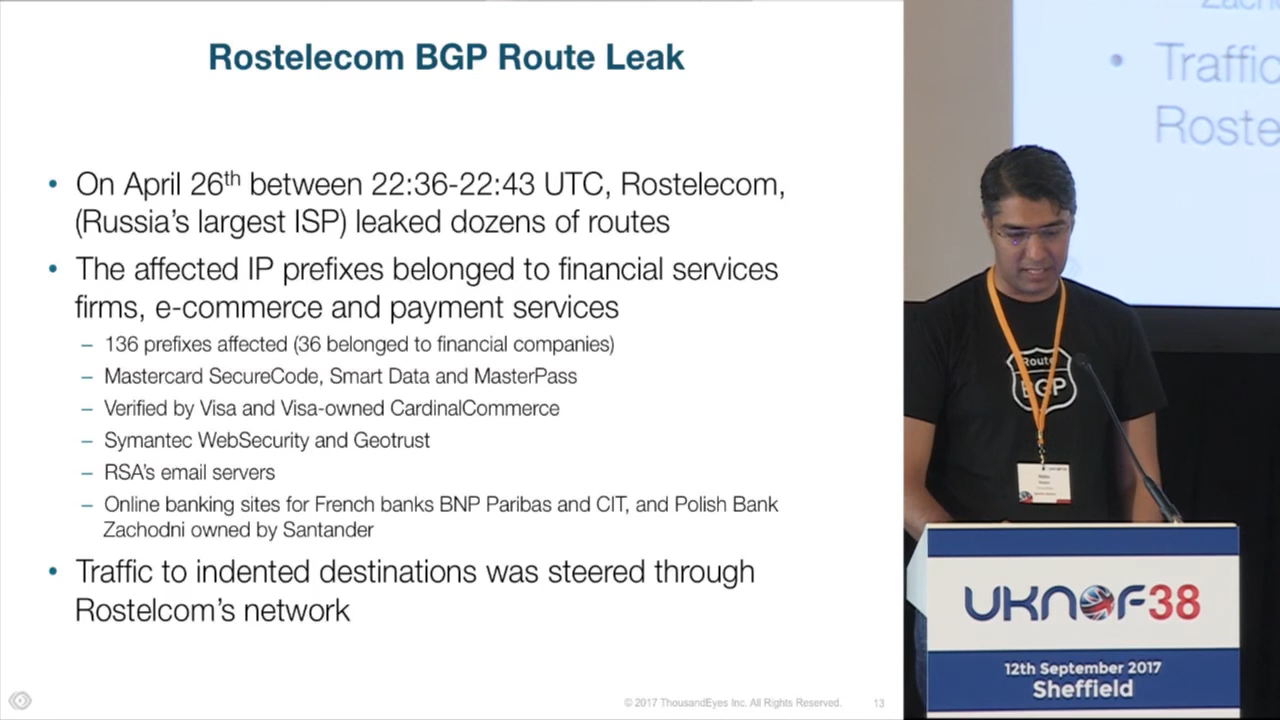 Rostelecom BGP Route Leak
• On April 26th between 22:36-22:43 UTC, Rostelecom,
(Russia's largest ISP) leaked dozens of routes
• The affected IP prefixes belonged to financial services
firms, e-commerce and payment services
– 136 prefixes affected (36 belonged to financial companies)
– Mastercard SecureCode, Smart Data and MasterPass
– Verified by Visa and Visa-owned CardinalCommerce
– Symantec WebSecurity and Geotrust
– RSA's email servers
– Online banking sites for French banks BNP Paribas and CIT, and Polish Bank
Zachodni owned by Santander
• Traffic to indented destinations was steered through
Rostelcom's network
© 2017 ThousandEyes Inc. All Rights Reserved. 13
• Traffic
Roste
Route
BGP
UKNOF38
12th September 2017
Sheffield